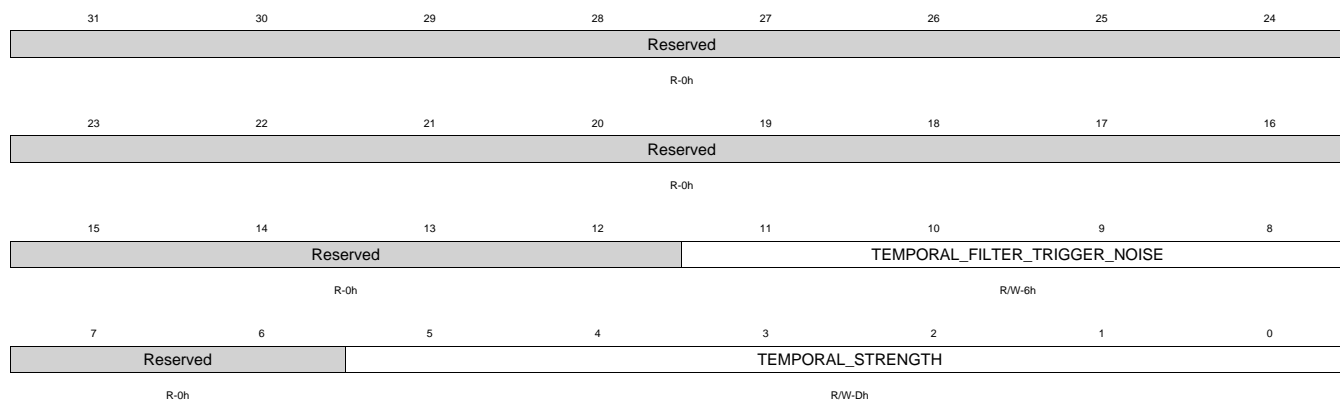 31 30 29 28 27 26 25 24
Reserved
R-0h
23 22 21 20 19 18 17 16
Reserved
R-0h
15 14 13 12 11 10 9 8
Reserved TEMPORAL_FILTER_TRIGGER_NOISE
R-0h R/W-6h
7 6 5 4 3 2 1 0
Reserved TEMPORAL_STRENGTH
R-0h R/W-Dh